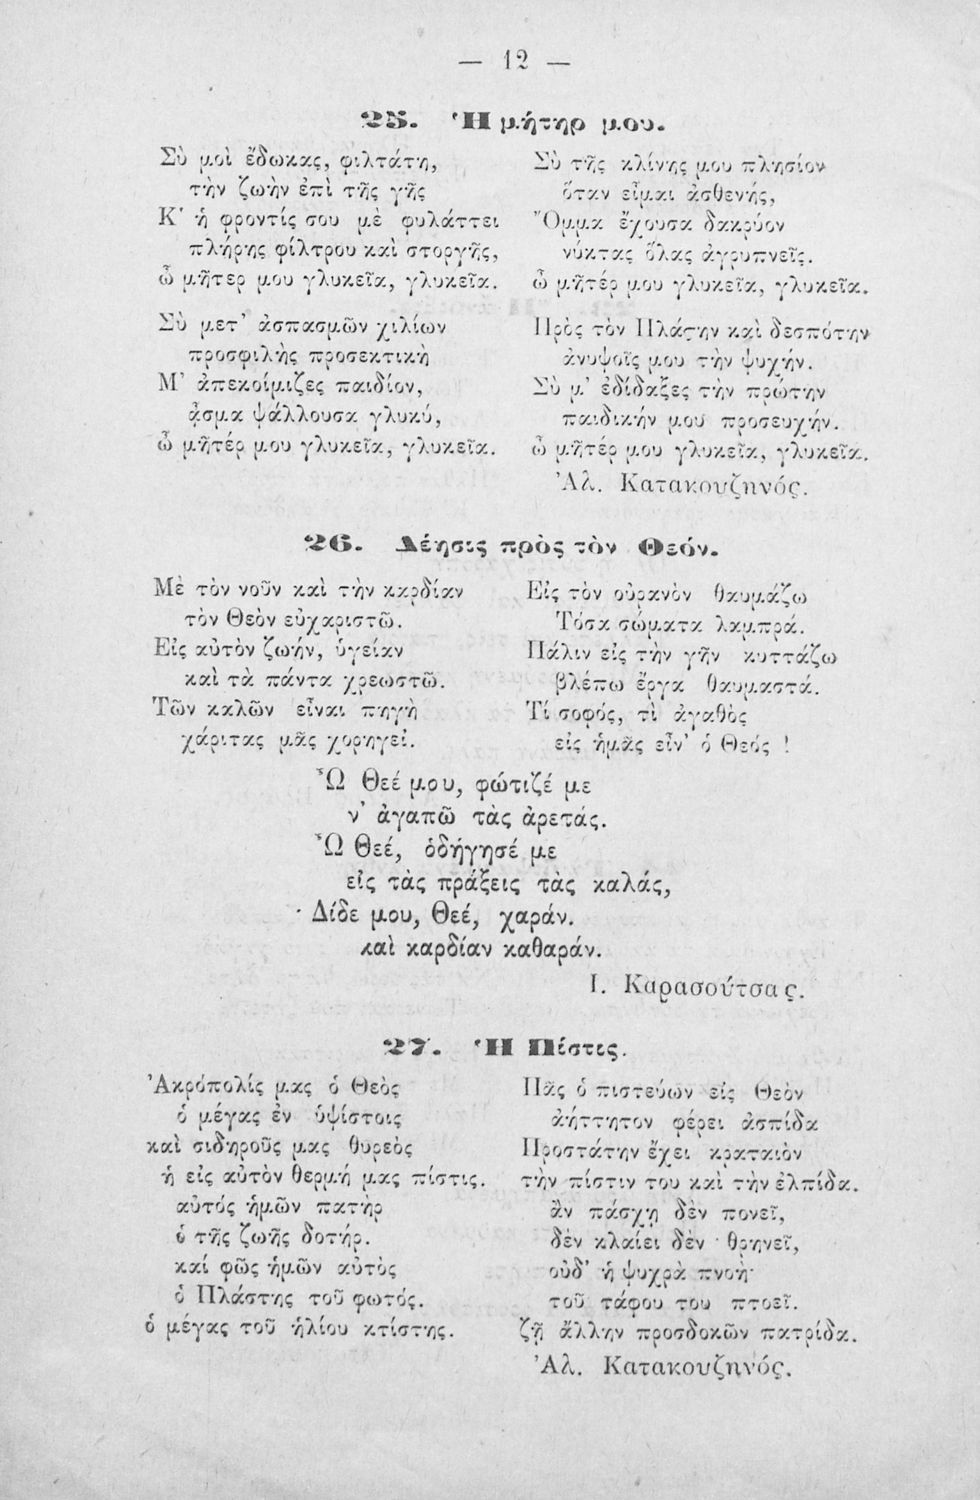 — 12 —
25. Ἡ μήτηρ μου.
Σὺ μοὶ ἔδωκας, φιλτάτη,
τὴν ζωὴν ἐπὶ τῆς γῆς
Κ' ἡ φροντίς σου μὲ φυλάττει
πλήρης φίλτρου καὶ στοργῆς,
ὦ μῆτερ μου γλυκεῖα, γλυκεῖα.
Σὺ μετ' ἀσπασμῶν χιλίων
προσφιλὴς προσεκτικὴ
Μ' ἀπεκοίμιζες παιδίον,
ᾆσμα ψάλλουσα γλυκύ,
ὦ μῆτέρ μου γλυκεῖα, γλυκεῖα.
Σὺ τῆς κλίνης μου πλησίον
ὅταν εἶμαι ἀσθενής,
Ὄμμα ἔχουσα δακρύον
νύκτας ὅλας ἀγρυπνεῖς.
ὦ μῆτέρ μου γλυκεῖα, γλυκεῖα.
Πρὸς τὸν Πλάστην καὶ δεσπότην
ἀνυψοῖς μου τὴν ψυχήν.
Σὺ μ' ἐδίδαξες τὴν πρώτην
παιδικήν μου προσευχήν.
ὦ μῆτέρ μου γλυκεῖα, γλυκεῖα.
Ἀλ. Κατακουζηνός.
26. Δέησις πρὸς τὸν Θεόν.
Μὲ τὸν νοῦν καὶ τὴν καρδίαν
τὸν Θεὸν εὐχαριστῶ.
Εἰς αὐτὸν ζωήν, ὑγείαν
καὶ τὰ πάντα χρεωστῶ.
Τῶν καλῶν εἶναι πηγὴ
χάριτας μᾶς χορηγεί.
Εἰς τὸν οὐρανὸν θαυμάζω
Τόσα σώματα λαμπρά.
Πάλιν εἰς τὴν γῆν κυττάζω
βλέπω ἔργα θαυμαστά.
Τί σοφός, τὶ ἀγαθὸς
εἰς ἡμᾶς εἶν' ὁ Θεός !
Ὦ Θεέ μου, φώτιζέ με
ν' ἀγαπῶ τὰς ἀρετάς.
Ὦ Θεέ, ὁδήγησέ με
εἰς τὰς πράξεις τὰς καλάς,
Δίδε μου, Θεέ, χαράν.
καὶ καρδίαν καθαράν.
Ι. Καρασούτσας.
27. Ἡ Πίστις.
Ἀκρόπολίς μας ὁ Θεὸς
ὁ μέγας ἐν ὑψίστοις
καὶ σιδηροῦς μας θυρεὸς
ἡ εἰς αὐτὸν θερμή μας πίστις.
αὐτός ἡμῶν πατὴρ
ὁ τῆς ζωῆς δοτήρ.
καί φῶς ἡμῶν αὐτὸς
ὁ Πλάστης τοῦ φωτός.
ὁ μέγας τοῦ ἡλίου κτίστης.
Πᾶς ὁ πιστεύων εἰς Θεὸν
ἀήττητον φέρει ἀσπίδα
Προστάτην ἔχει κραταιὸν
τὴν πίστιν του καὶ τὴν ἐλπίδα.
ἂν πάσχῃ δὲν πονεῖ,
δὲν κλαίει δὲν θρηνεῖ,
οὐδ' ἡ ψυχρὰ πνοὴ
τοῦ τάφου του πτοεῖ.
ζῇ ἄλλην προσδοκῶν πατρίδα.
Ἀλ. Κατακουζηνός.